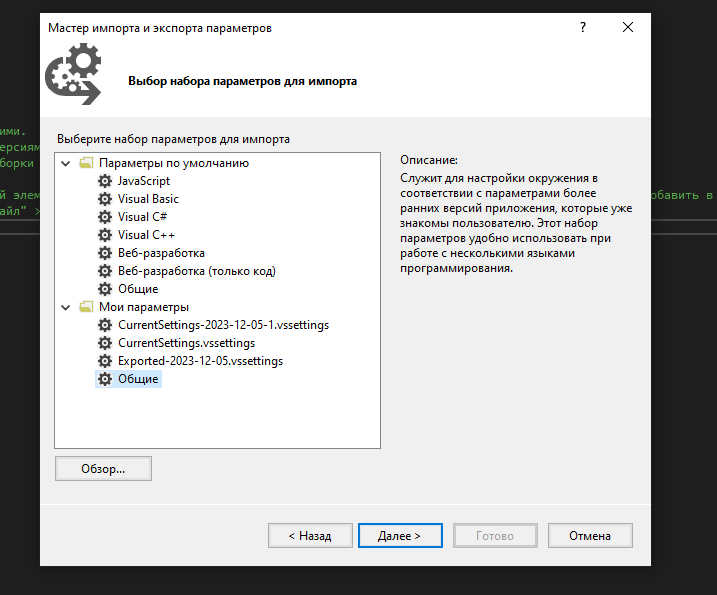 Мастер импорта и экспорта параметров
?
Выбор набора параметров для импорта
ими.
ерсиям
борки
й элем
айл" >
обавить в
Выберите набор параметров для импорта
Параметры по умолчанию
JavaScript
Visual Basic
Visual C#
Visual C++
Веб-разработка
Веб-разработка (только код)
Общие
Мои параметры
CurrentSettings-2023-12-05-1.vssettings
CurrentSettings.vssettings
Exported-2023-12-05.vssettings
Общие
Описание:
Служит для настройки окружения в
соответствии с параметрами более
ранних версий приложения, которые уже
знакомы пользователю. Этот набор
параметров удобно использовать при
работе с несколькими языками
программирования.
Обзор...
< Назад
Далее >
Готово
Отмена